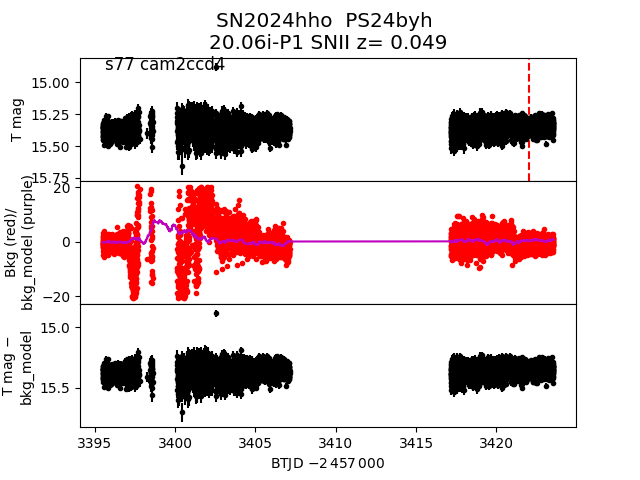 SN2024hho  PS24byh
20.06i-P1 SNII z= 0.049
s77 cam2ccd4
T mag
15.00
15.25
15.50
15.75
Bkg (red)/
bkg_model (purple)
20
0
−20
T mag −
bkg_model
15.0
15.5
3395 3400 3405 3410 3415 3420
BTJD −2 457 000